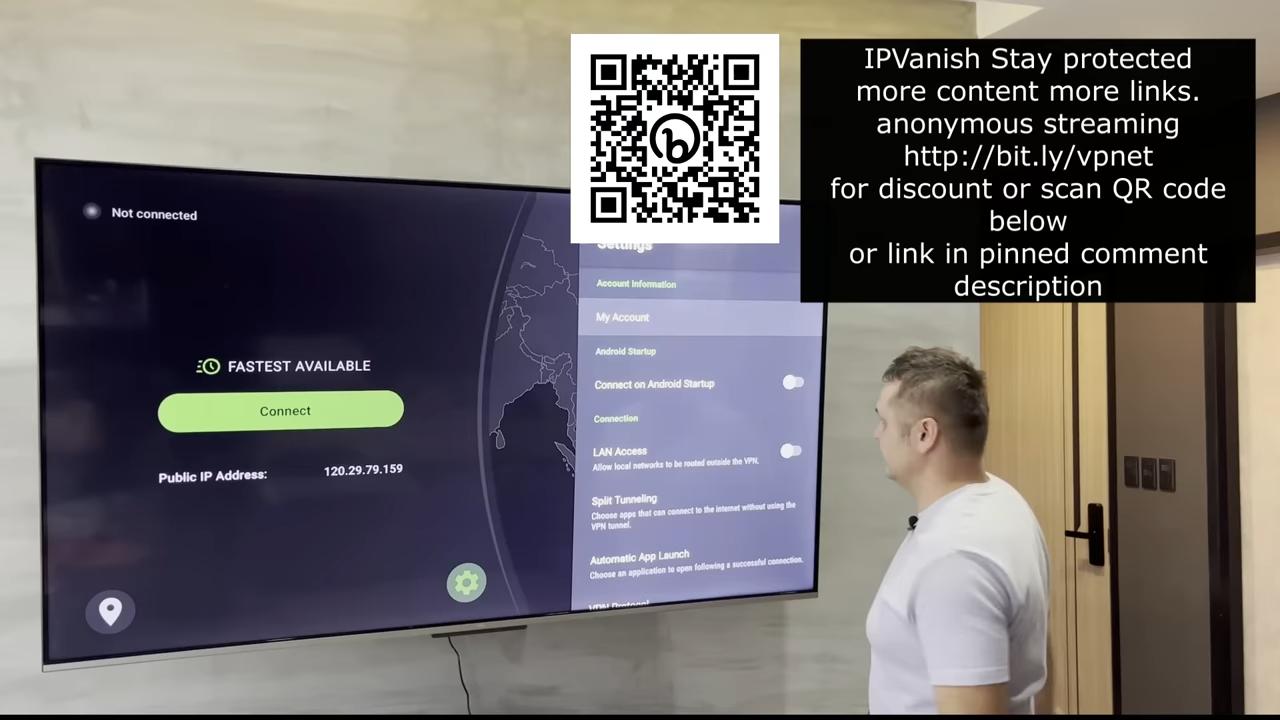 IPVanish Stay protected
more content more links.
anonymous streaming
http://bit.ly/vpnet
for discount or scan QR code
below
or link in pinned comment
description
Not connected
FASTEST AVAILABLE
Connect
Public IP Address: 120.29.79.159
Settings
Account Information
My Account
Android Startup
Connect on Android Startup
Connection
LAN Access
Allow local networks to be routed outside the VPN.
Split Tunneling
Choose apps that can connect to the internet without using the
VPN tunnel.
Automatic App Launch
Choose an application to open following a successful connection.
VPN Protocol